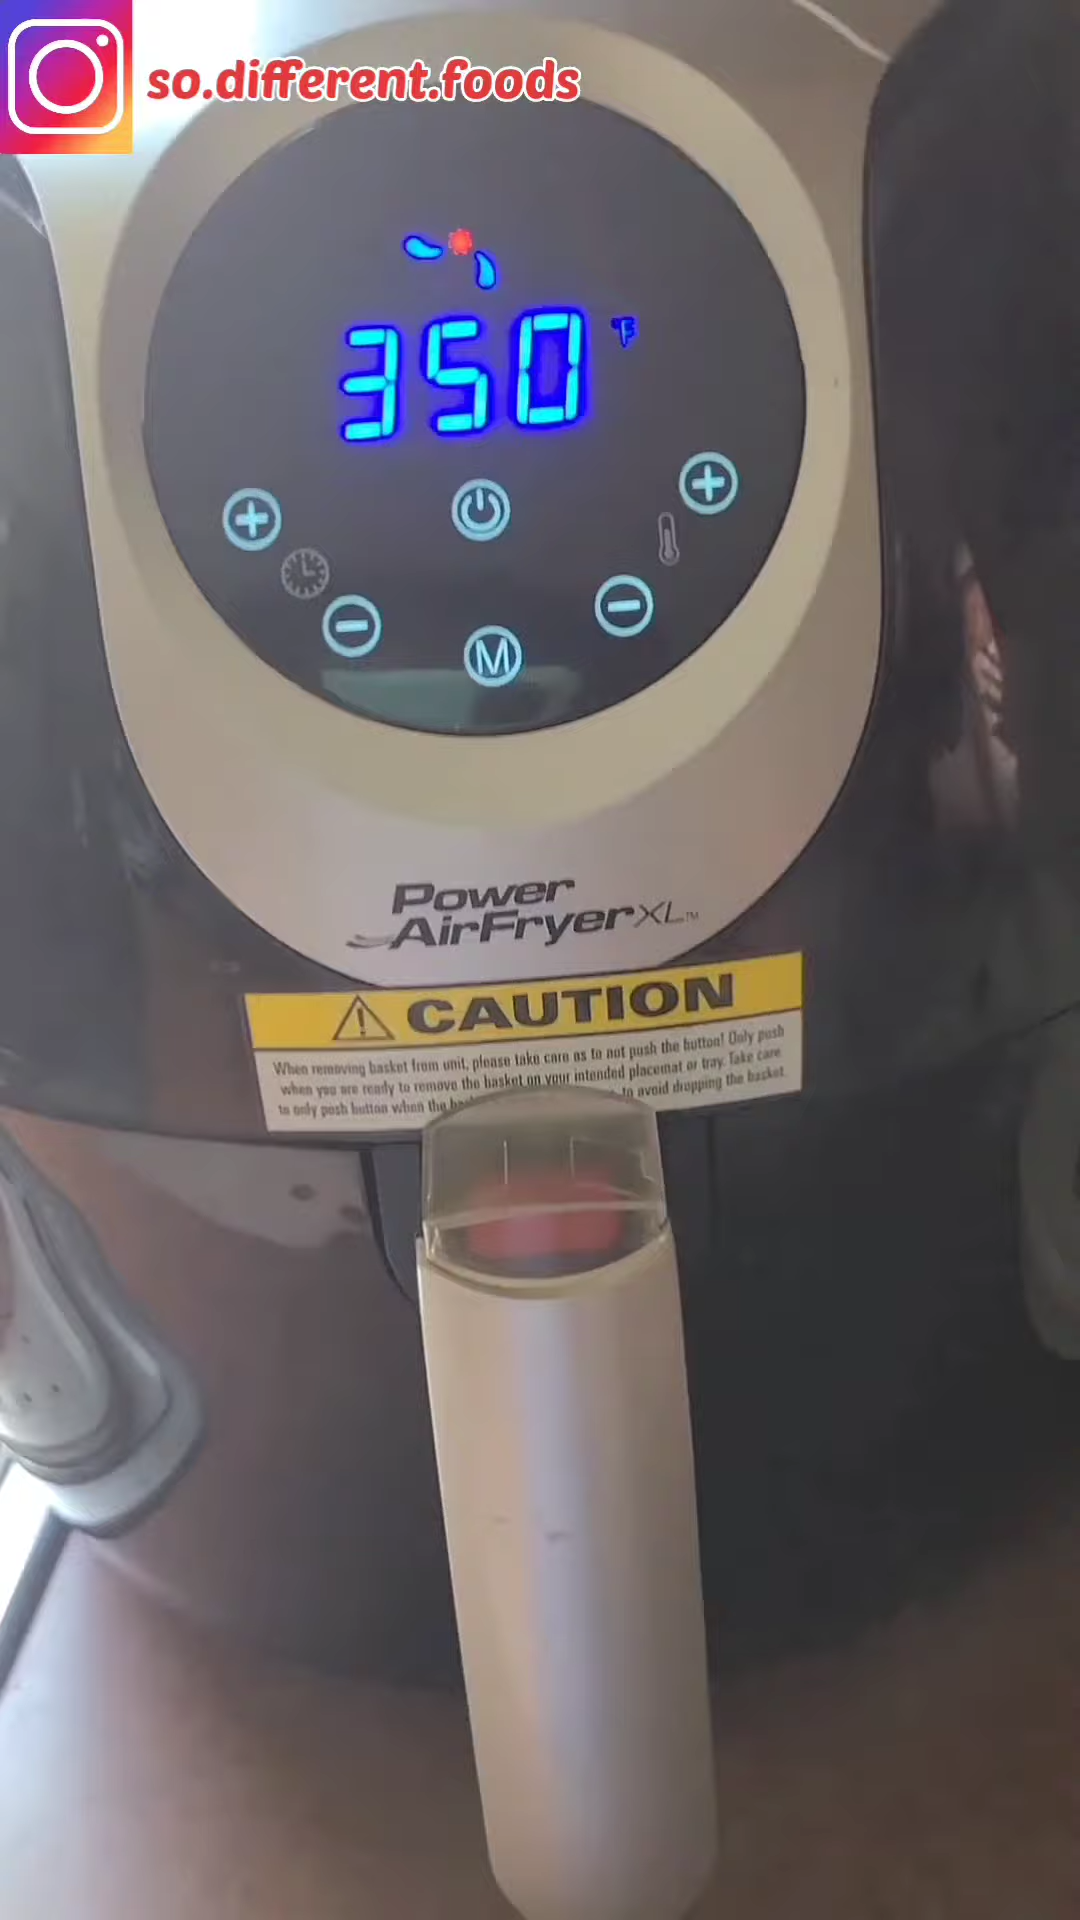 so.different.foods
350 °F
M
Power
AirFryer XL™
CAUTION
When removing basket from unit, please take care as to not push the button! Only push
when you are ready to remove the basket on your intended placemat or tray. Take care
to only push button when the to avoid dropping the basket.